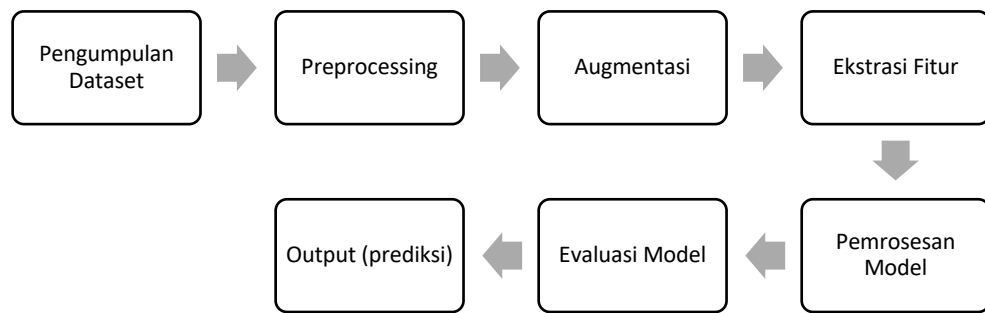 Pengumpulan
Dataset
Preprocessing
Augmentasi
Ekstrasi Fitur
Pemrosesan
Model
Evaluasi Model
Output (prediksi)